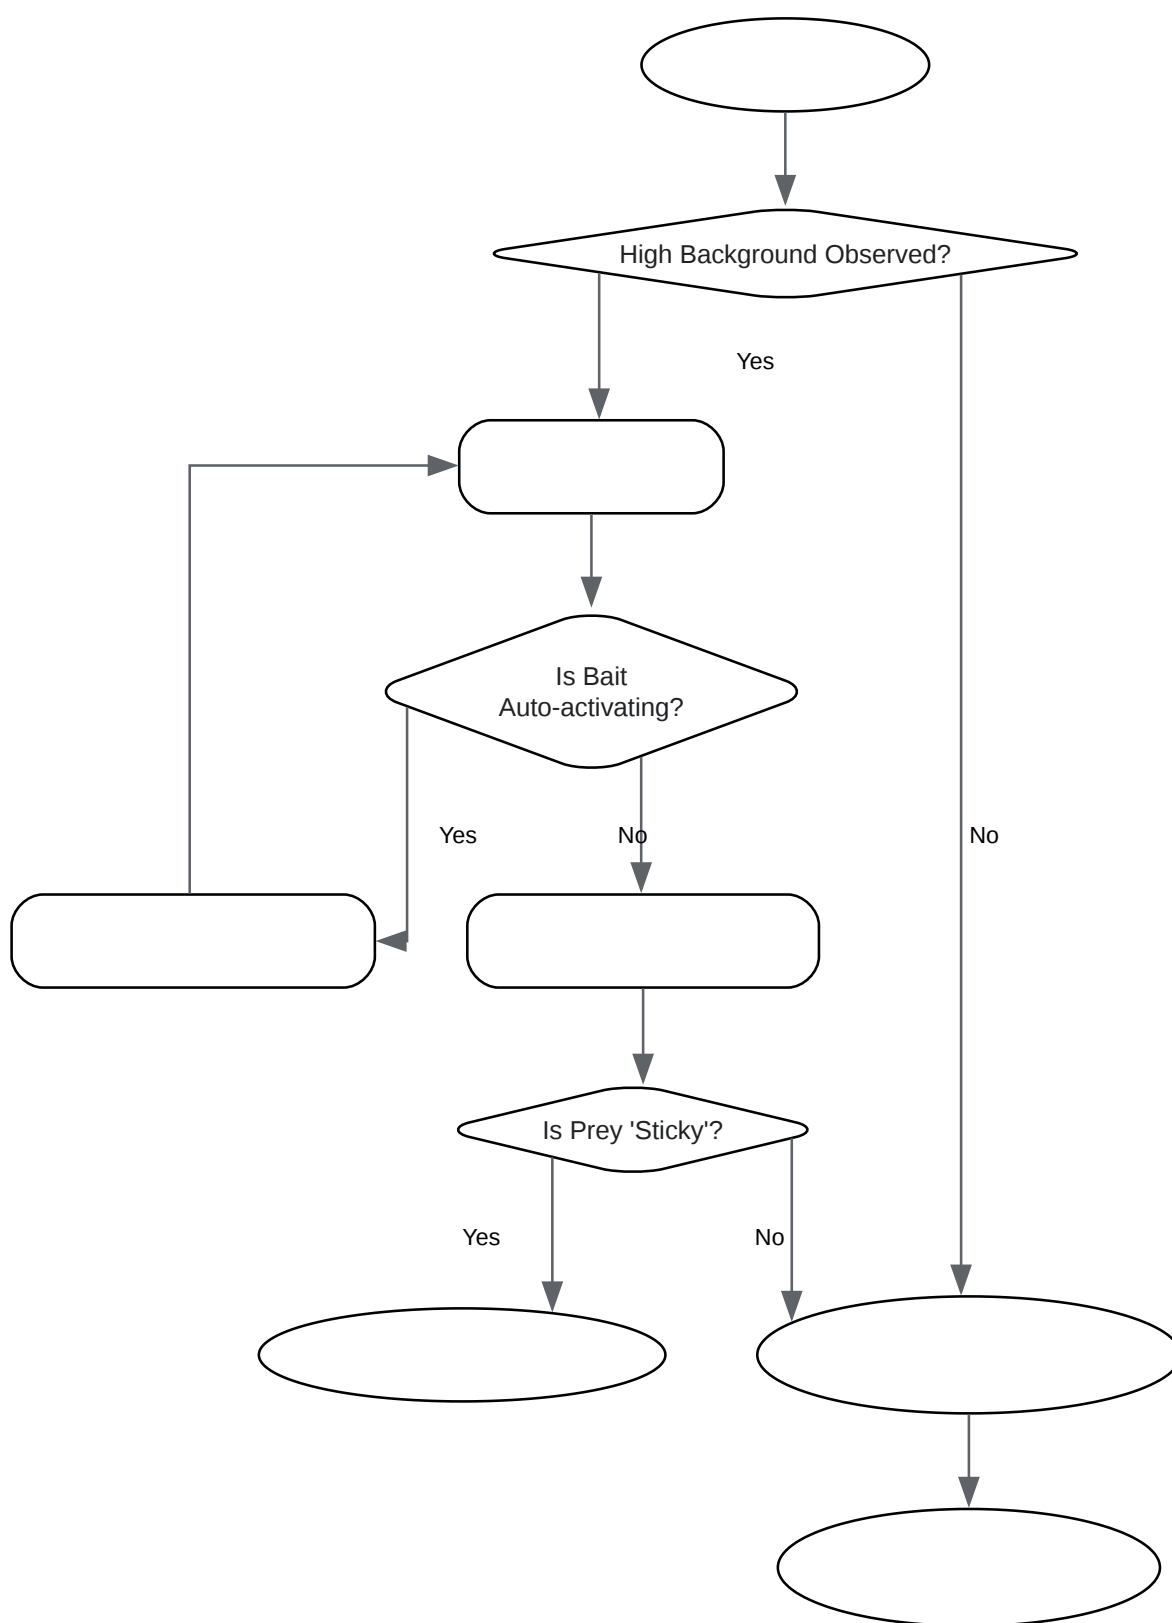 High Background Observed?
Yes
Is Bait
Auto-activating?
Yes
No
No
Is Prey 'Sticky'?
Yes
No